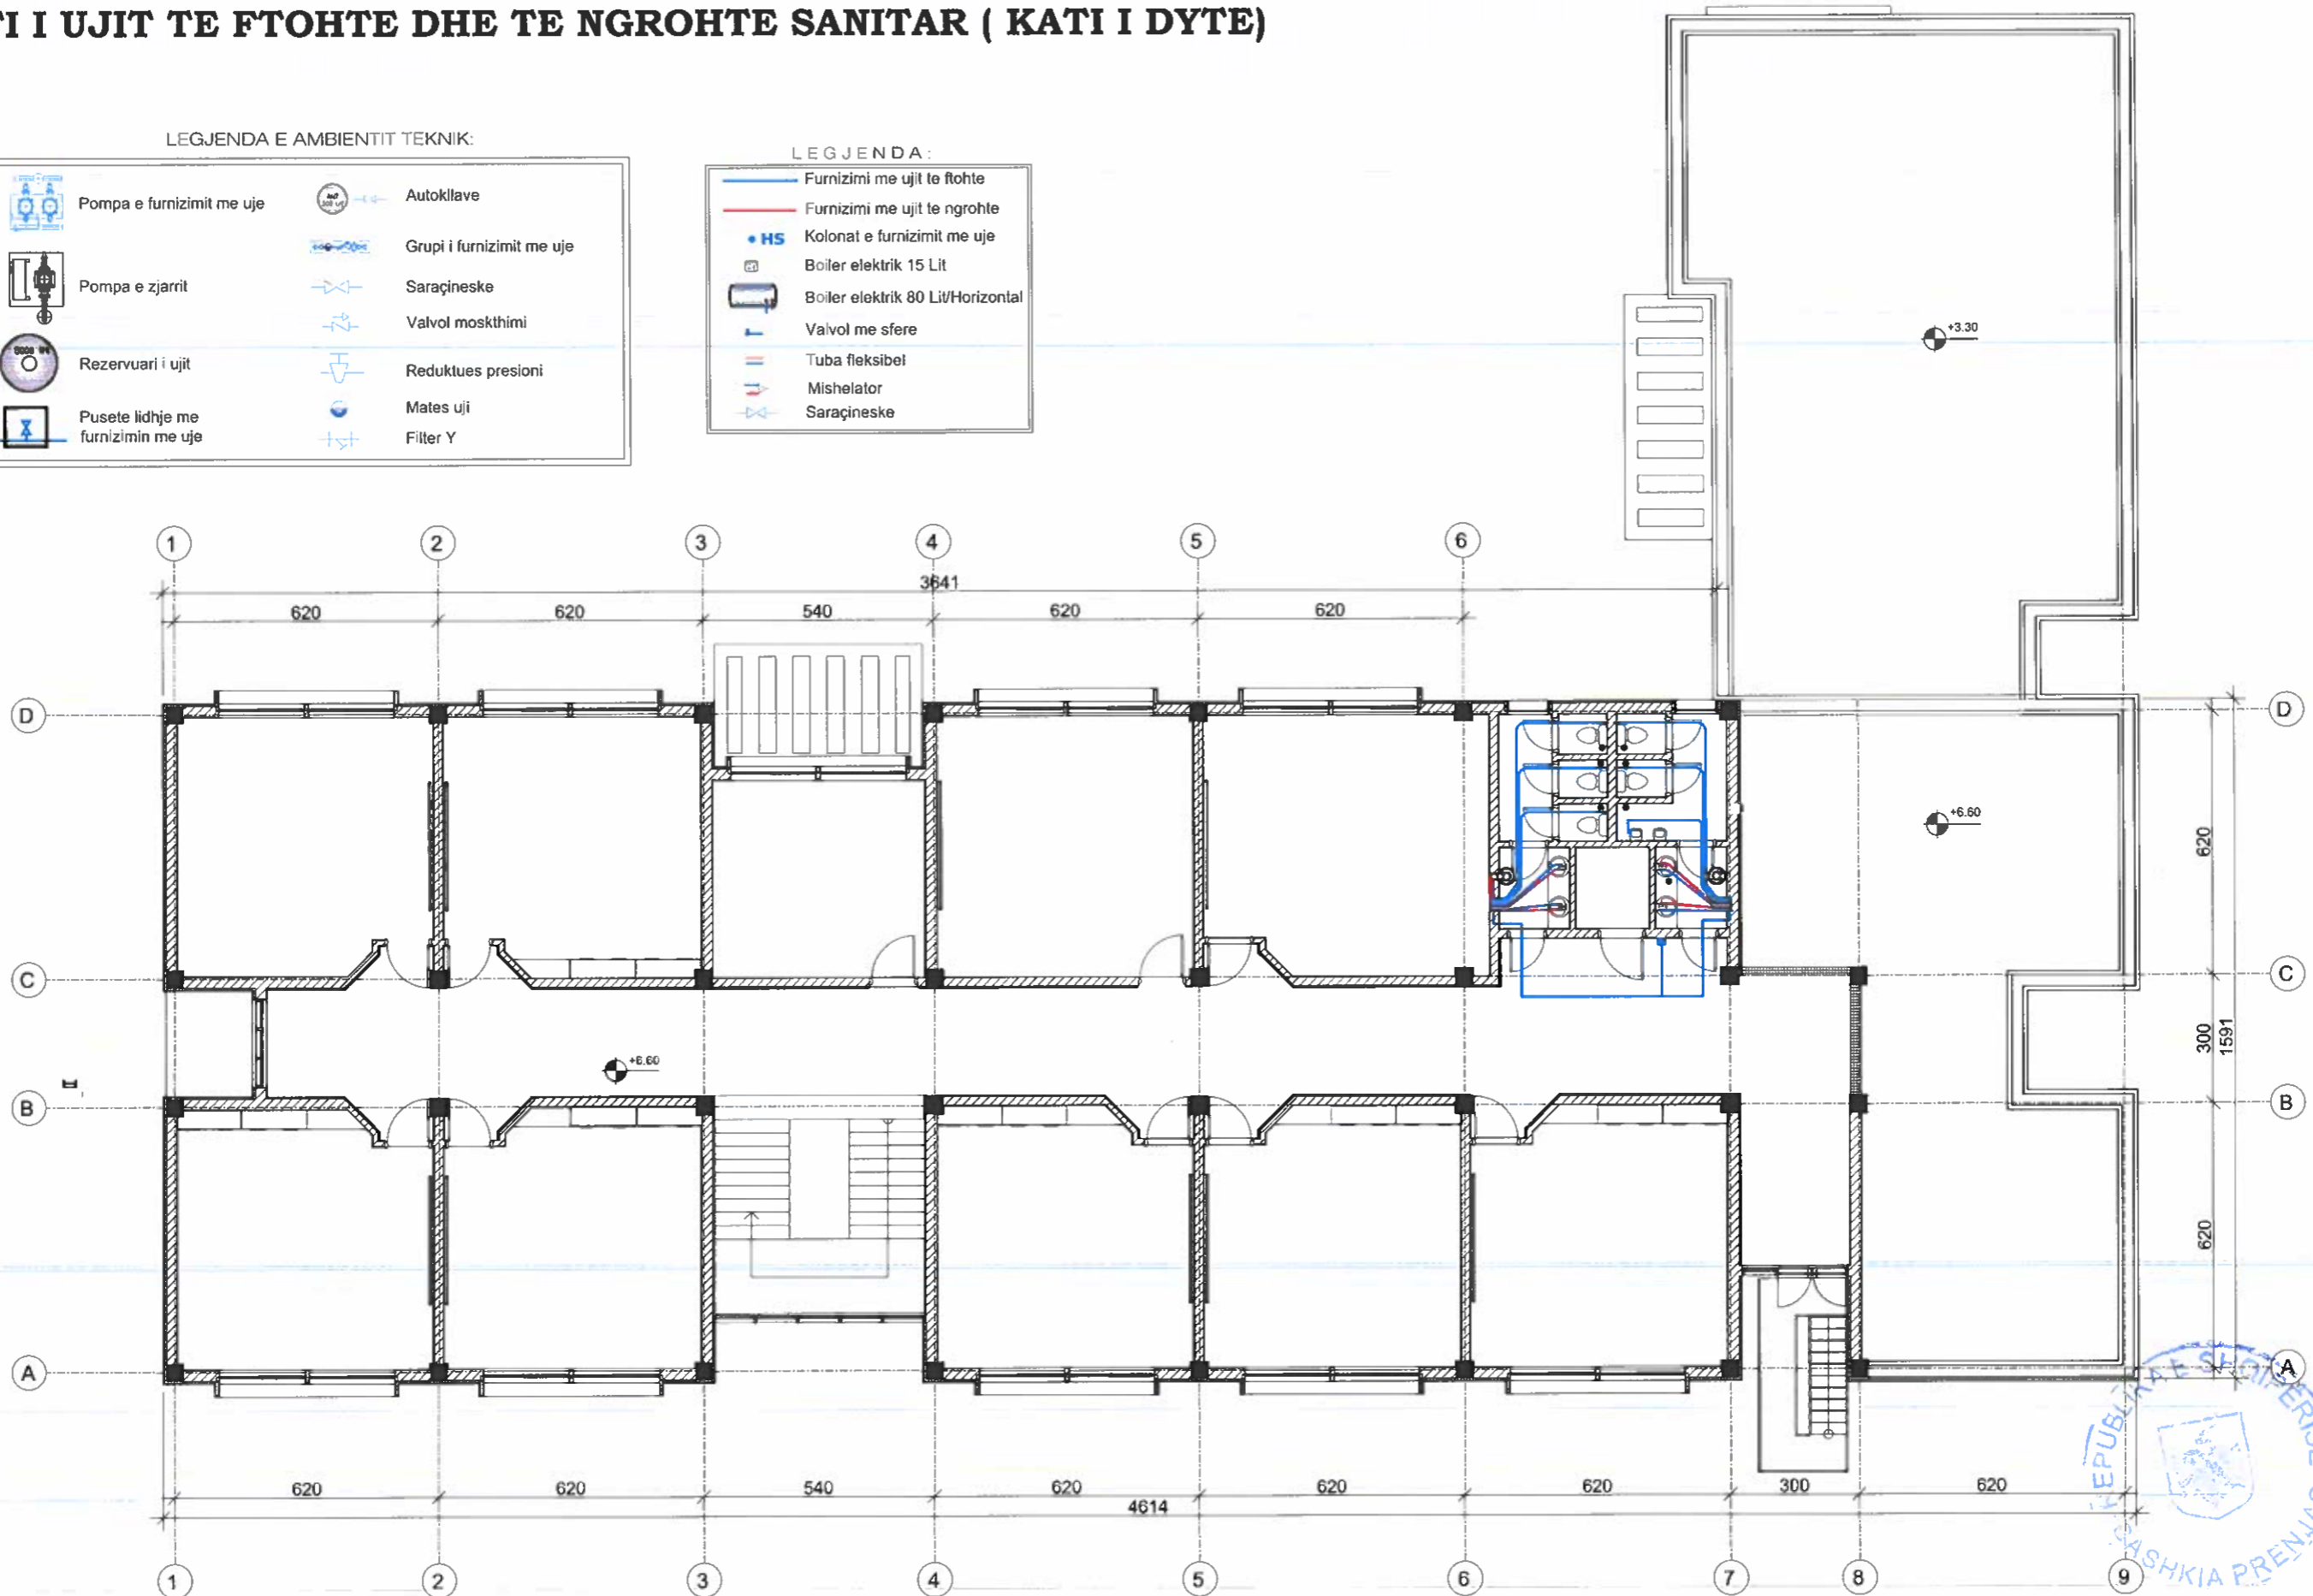 I UJIT TE FTOHTE DHE TE NGROHTE SANITAR ( KATI I DYTE)
LEGJENDA E AMBIENTIT TEKNIK:
Pompa e furnizimit me uje
Pompa e zjarrit
Rezervuari i ujit
Pusete lidhje me
furnizimin me uje
Autokllave
Grupi i furnizimit me uje
Saraçineske
Valvol moskthimi
Reduktues presioni
Mates uji
Filter Y
LEGJENDA:
Furnizimi me ujit te ftohte
Furnizimi me ujit te ngrohte
HS Kolonat e furnizimit me uje
Boiler elektrik 15 Lit
Boiler elektrik 80 Lit/Horizontal
Valvol me sfere
Tuba fleksibel
Mishelator
Saraçineske
+3.30
1 2 3 4 5 6
3641
620 620 540 620 620
D D
+6.60
620
C C
300
1591
+6.60
B B
620
A A
620 620 540 620 620 620 300 620
4614
1 2 3 4 5 6 7 8 9
REPUBLIKA E SHQIPERISE
BASHKIA PRENJAS